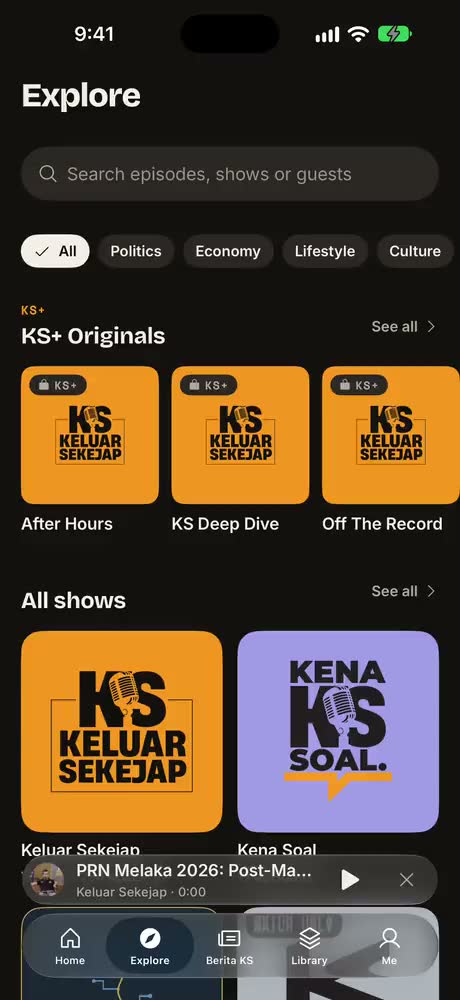 9:41
Explore
Search episodes, shows or guests
All Politics Economy Lifestyle Culture
KS+
KS+ Originals
See all
KS+ KS+ KS+
KS KS KS
KELUAR KELUAR KELUAR
SEKEJAP SEKEJAP SEKEJAP
After Hours KS Deep Dive Off The Record
All shows
See all
KS
KELUAR
SEKEJAP
KENA
KS
SOAL.
Keluar Sekejap Kena Soal
PRN Melaka 2026: Post-Ma...
Keluar Sekejap · 0:00
Home Explore Berita KS Library Me